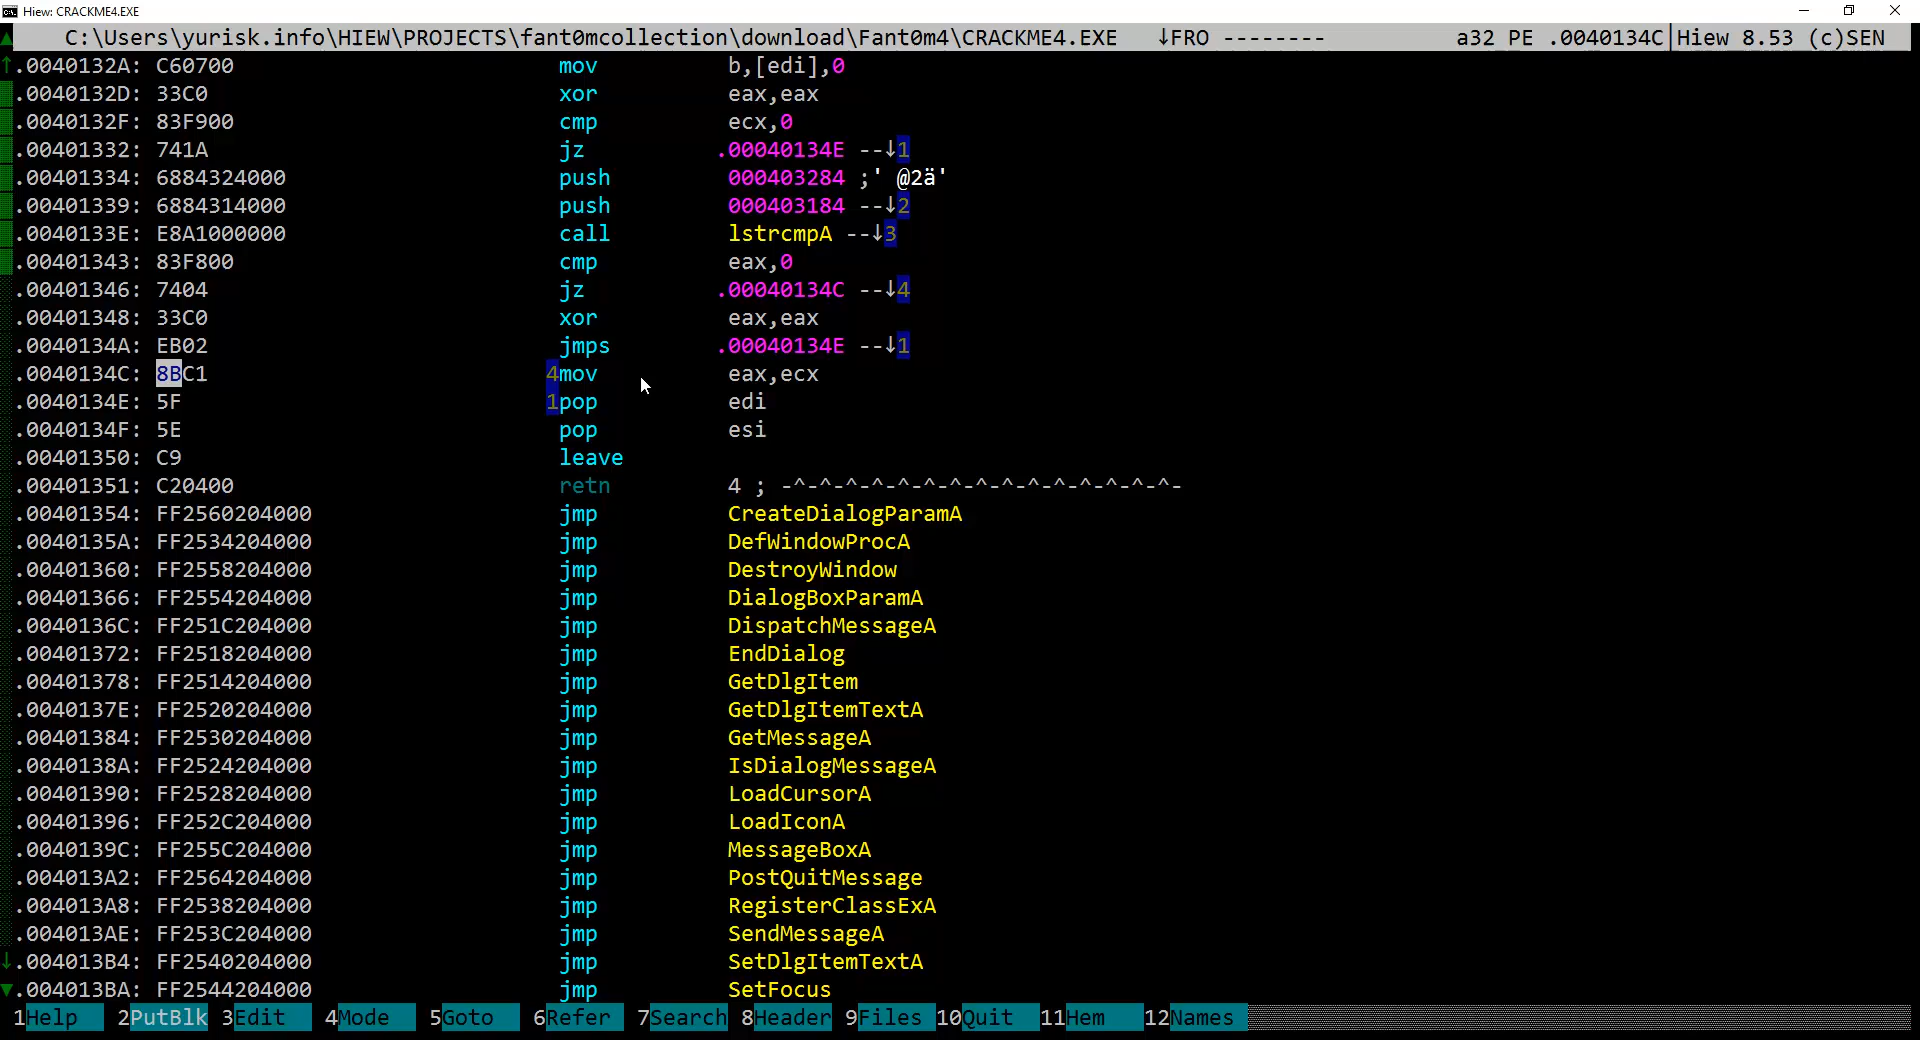 Hiew: CRACKME4.EXE
C:\Users\yurisk.info\HIEW\PROJECTS\fant0mcollection\download\Fant0m4\CRACKME4.EXE ↓FRO -------- a32 PE .0040134C│Hiew 8.53 (c)SEN
.0040132A: C60700 mov b,[edi],0
.0040132D: 33C0 xor eax,eax
.0040132F: 83F900 cmp ecx,0
.00401332: 741A jz .00040134E --↓1
.00401334: 6884324000 push 000403284 ;' @2ä'
.00401339: 6884314000 push 000403184 --↓2
.0040133E: E8A1000000 call lstrcmpA --↓3
.00401343: 83F800 cmp eax,0
.00401346: 7404 jz .00040134C --↓4
.00401348: 33C0 xor eax,eax
.0040134A: EB02 jmps .00040134E --↓1
.0040134C: 8BC1 4mov eax,ecx
.0040134E: 5F 1pop edi
.0040134F: 5E pop esi
.00401350: C9 leave
.00401351: C20400 retn 4 ; -^-^-^-^-^-^-^-^-^-^-^-^-^-^-^-
.00401354: FF2560204000 jmp CreateDialogParamA
.0040135A: FF2534204000 jmp DefWindowProcA
.00401360: FF2558204000 jmp DestroyWindow
.00401366: FF2554204000 jmp DialogBoxParamA
.0040136C: FF251C204000 jmp DispatchMessageA
.00401372: FF2518204000 jmp EndDialog
.00401378: FF2514204000 jmp GetDlgItem
.0040137E: FF2520204000 jmp GetDlgItemTextA
.00401384: FF2530204000 jmp GetMessageA
.0040138A: FF2524204000 jmp IsDialogMessageA
.00401390: FF2528204000 jmp LoadCursorA
.00401396: FF252C204000 jmp LoadIconA
.0040139C: FF255C204000 jmp MessageBoxA
.004013A2: FF2564204000 jmp PostQuitMessage
.004013A8: FF2538204000 jmp RegisterClassExA
.004013AE: FF253C204000 jmp SendMessageA
.004013B4: FF2540204000 jmp SetDlgItemTextA
.004013BA: FF2544204000 jmp SetFocus
1Help 2PutBlk 3Edit 4Mode 5Goto 6Refer 7Search 8Header 9Files 10Quit 11Hem 12Names